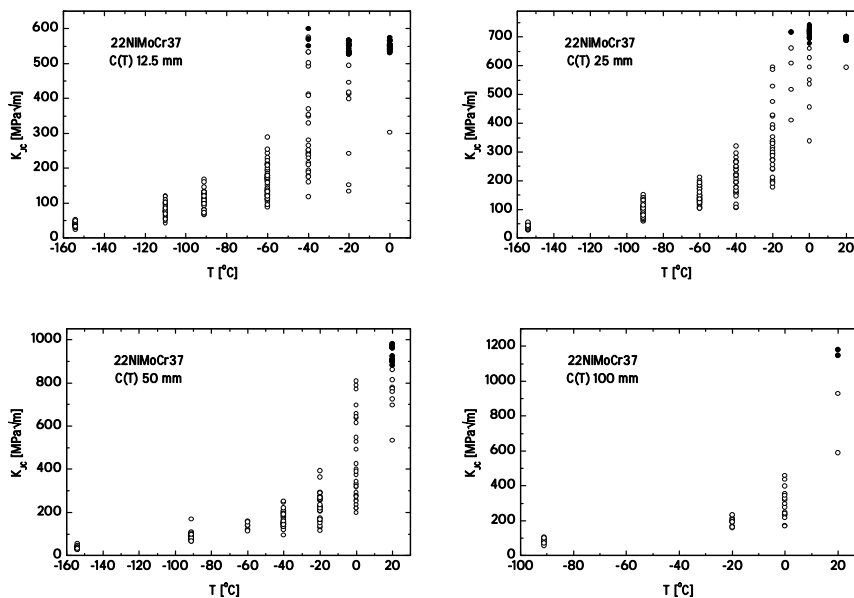 22NiMoCr37
C(T) 12.5 mm
K_JC [MPa√m]
600
500
400
300
200
100
0
-160 -140 -120 -100 -80 -60 -40 -20 0
T [°C]
22NiMoCr37
C(T) 25 mm
K_JC [MPa√m]
700
600
500
400
300
200
100
0
-160 -140 -120 -100 -80 -60 -40 -20 0 20
T [°C]
22NiMoCr37
C(T) 50 mm
K_JC [MPa√m]
1000
800
600
400
200
0
-160 -140 -120 -100 -80 -60 -40 -20 0 20
T [°C]
22NiMoCr37
C(T) 100 mm
K_JC [MPa√m]
1200
1000
800
600
400
200
0
-100 -80 -60 -40 -20 0 20
T [°C]